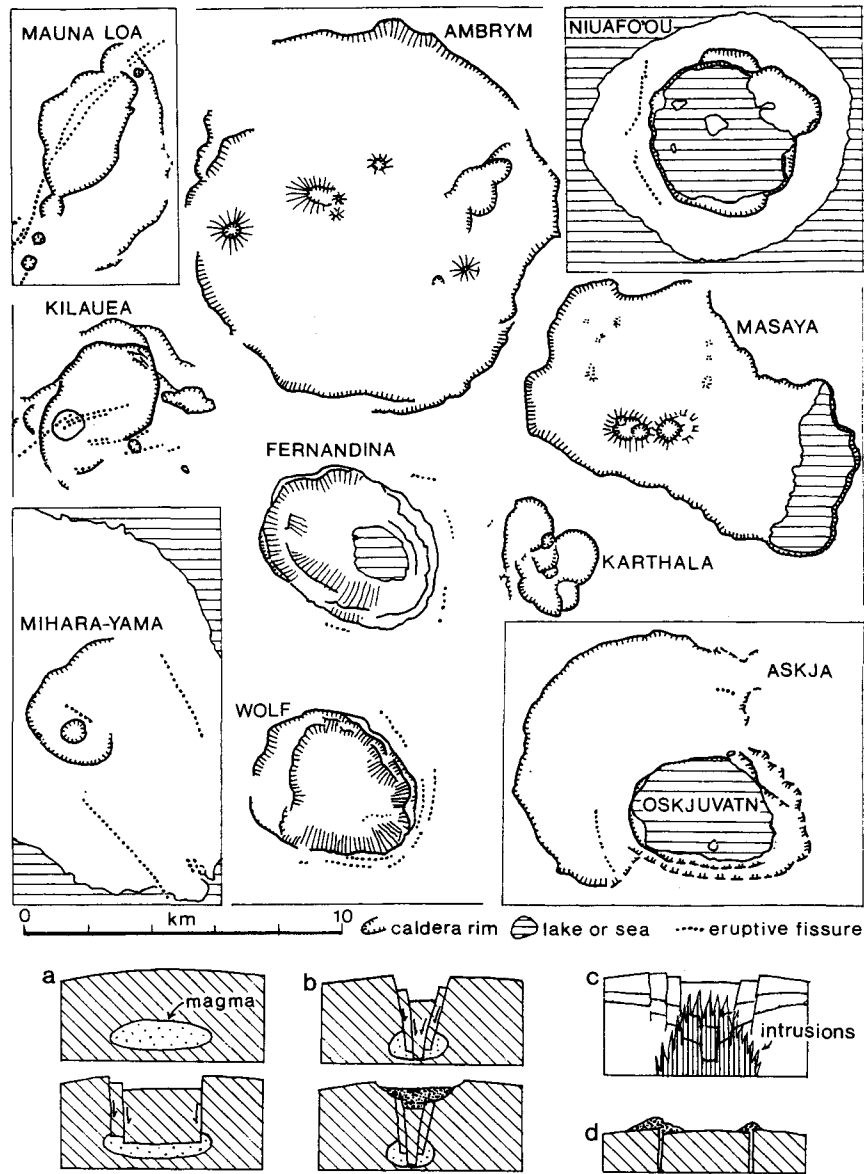 MAUNA LOA
AMBRYM
NIUAFO'OU
KILAUEA
MASAYA
FERNANDINA
KARTHALA
MIHARA-YAMA
WOLF
ASKJA
OSKJUVATN
0 km 10
caldera rim lake or sea eruptive fissure
a
magma
b
c
intrusions
d